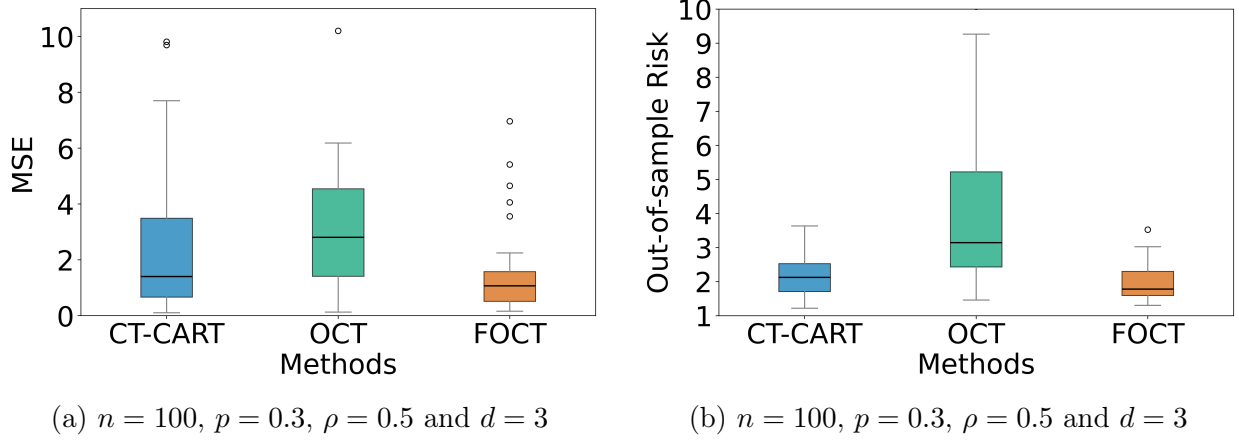 MSE
10
8
6
4
2
0
CT-CART OCT FOCT
Methods
(a) n = 100, p = 0.3, ρ = 0.5 and d = 3
Out-of-sample Risk
10
9
8
7
6
5
4
3
2
1
CT-CART OCT FOCT
Methods
(b) n = 100, p = 0.3, ρ = 0.5 and d = 3